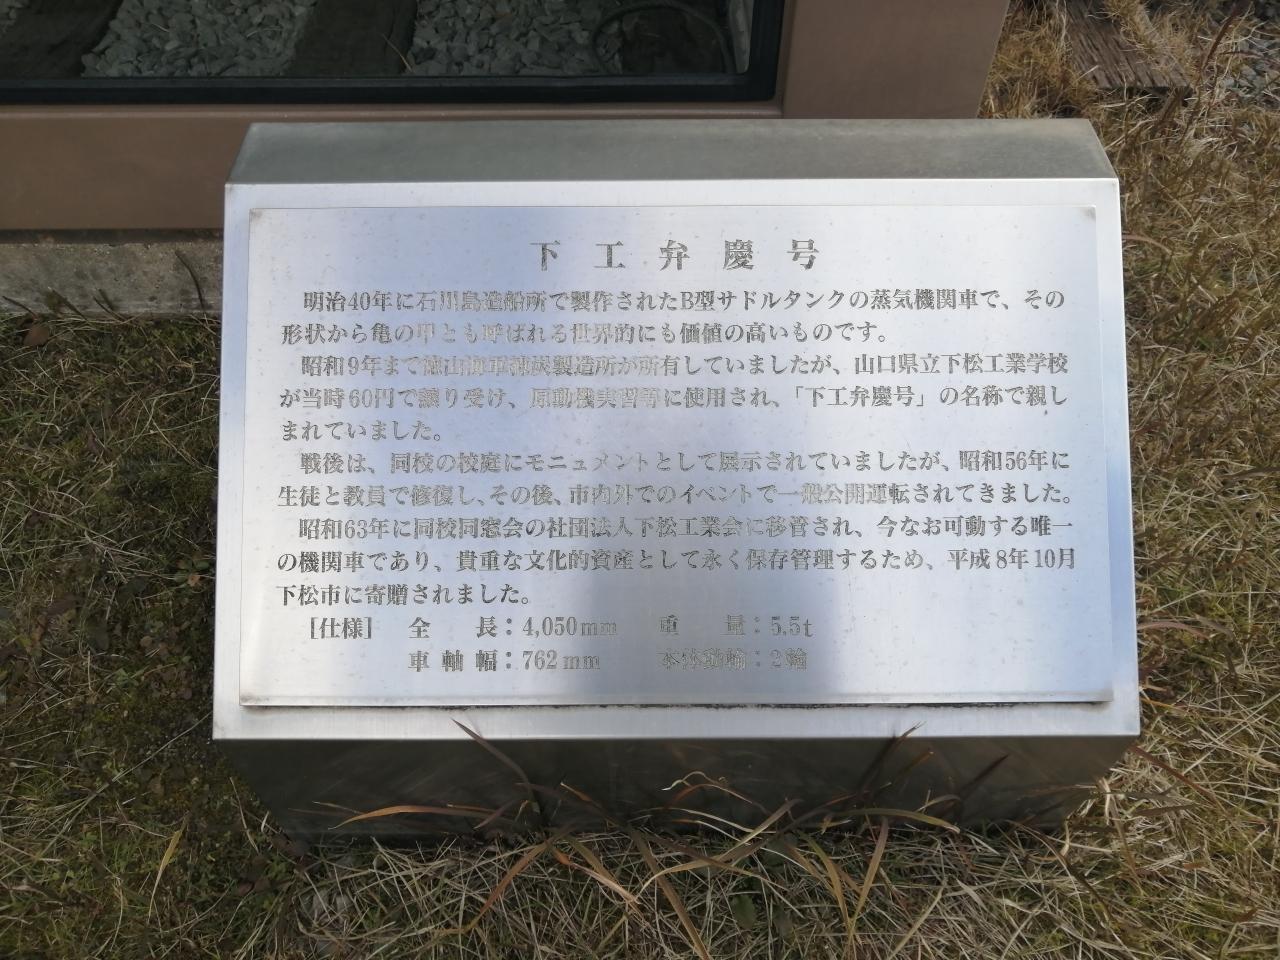 下工弁慶号
明治40年に石川島造船所で製作されたB型サドルタンクの蒸気機関車で、その
形状から亀の甲とも呼ばれる世界的にも価値の高いものです。
昭和9年まで徳山海軍練炭製造所が所有していましたが、山口県立下松工業学校
が当時60円で譲り受け、原動機実習等に使用され、「下工弁慶号」の名称で親し
まれていました。
戦後は、同校の校庭にモニュメントとして展示されていましたが、昭和56年に
生徒と教員で修復し、その後、市内外でのイベントで一般公開運転されてきました。
昭和63年に同校同窓会の社団法人下松工業会に移管され、今なお可動する唯一
の機関車であり、貴重な文化的資産として永く保存管理するため、平成8年10月
下松市に寄贈されました。
［仕様］ 全長：4,050mm 重量：5.5t
車軸幅：762mm 本体動輪：2輪